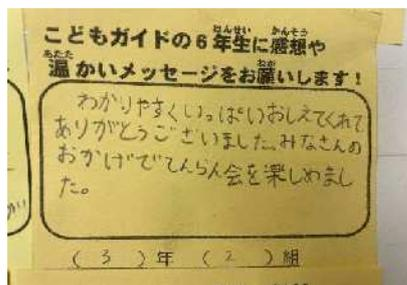 こどもガイドの6年生に感想や
温かいメッセージをお願いします！
わかりやすくいっぱいおしえてくれて
ありがとうございました。みなさんの
おかげでてんらん会を楽しめまし
た。
（ 3 ）年 （ 2 ）組